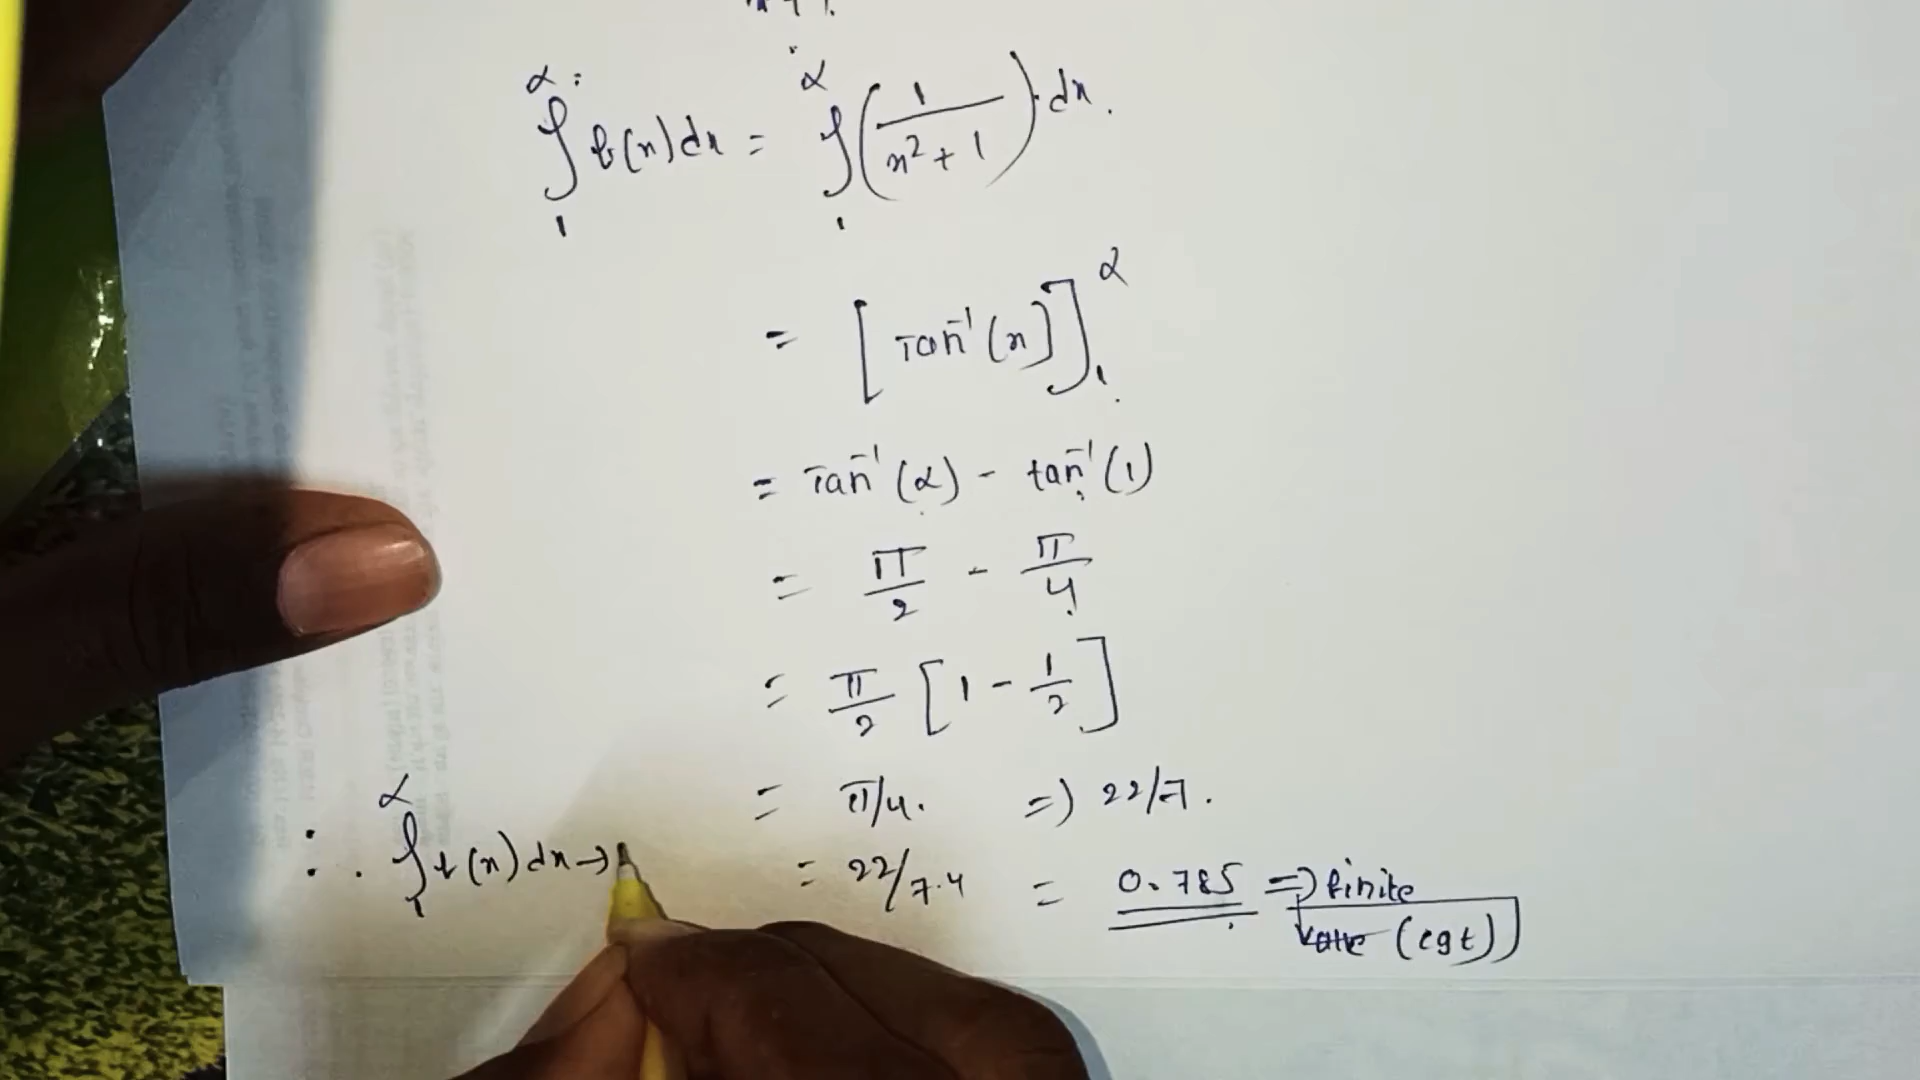 ∫₁^α f(x)dx = ∫₁^α (1/(x²+1)) dx.
= [Tan⁻¹(x)]₁^α
= Tan⁻¹(α) - tan⁻¹(1)
= π/2 - π/4
= π/2 [1 - 1/2]
= π/4. => 22/7.
= 22/7.4 = 0.785 => finite
value (cgt)
∴ ∫₁^α f(x)dx →